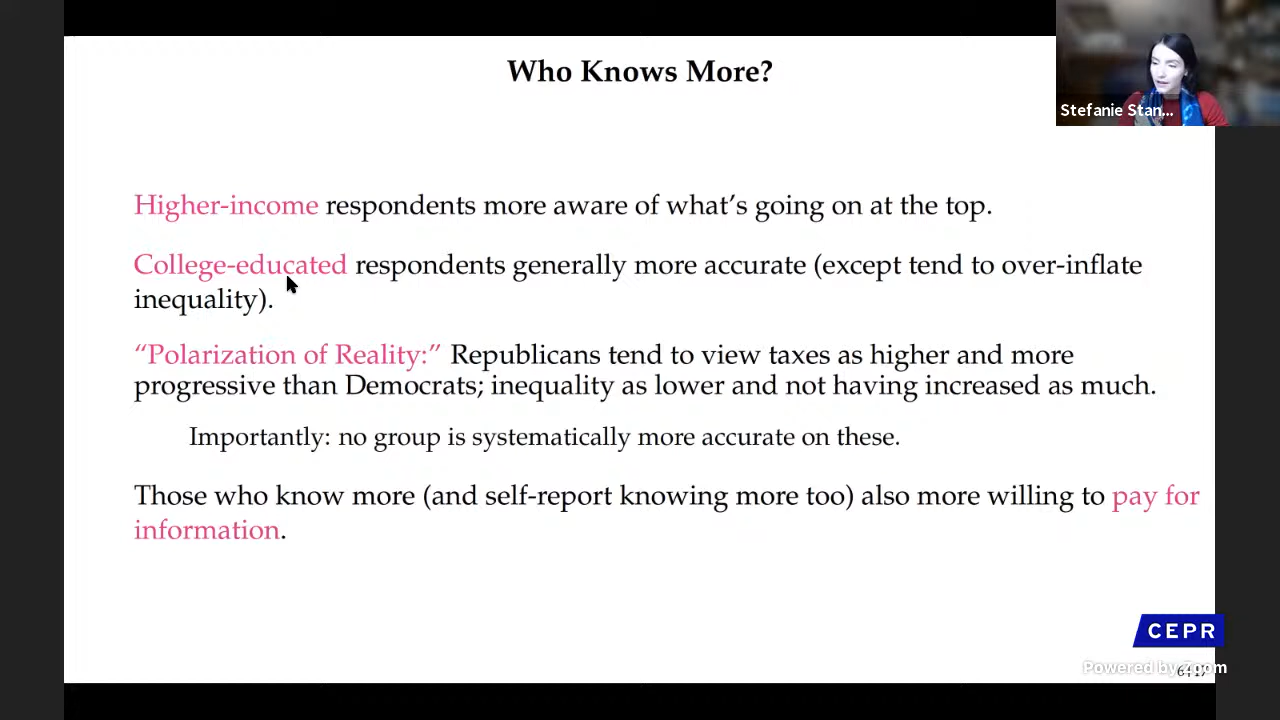 Who Knows More?
Stefanie Stan...
Higher-income respondents more aware of what's going on at the top.
College-educated respondents generally more accurate (except tend to over-inflate
inequality).
“Polarization of Reality:” Republicans tend to view taxes as higher and more
progressive than Democrats; inequality as lower and not having increased as much.
Importantly: no group is systematically more accurate on these.
Those who know more (and self-report knowing more too) also more willing to pay for
information.
CEPR
Powered by Zoom